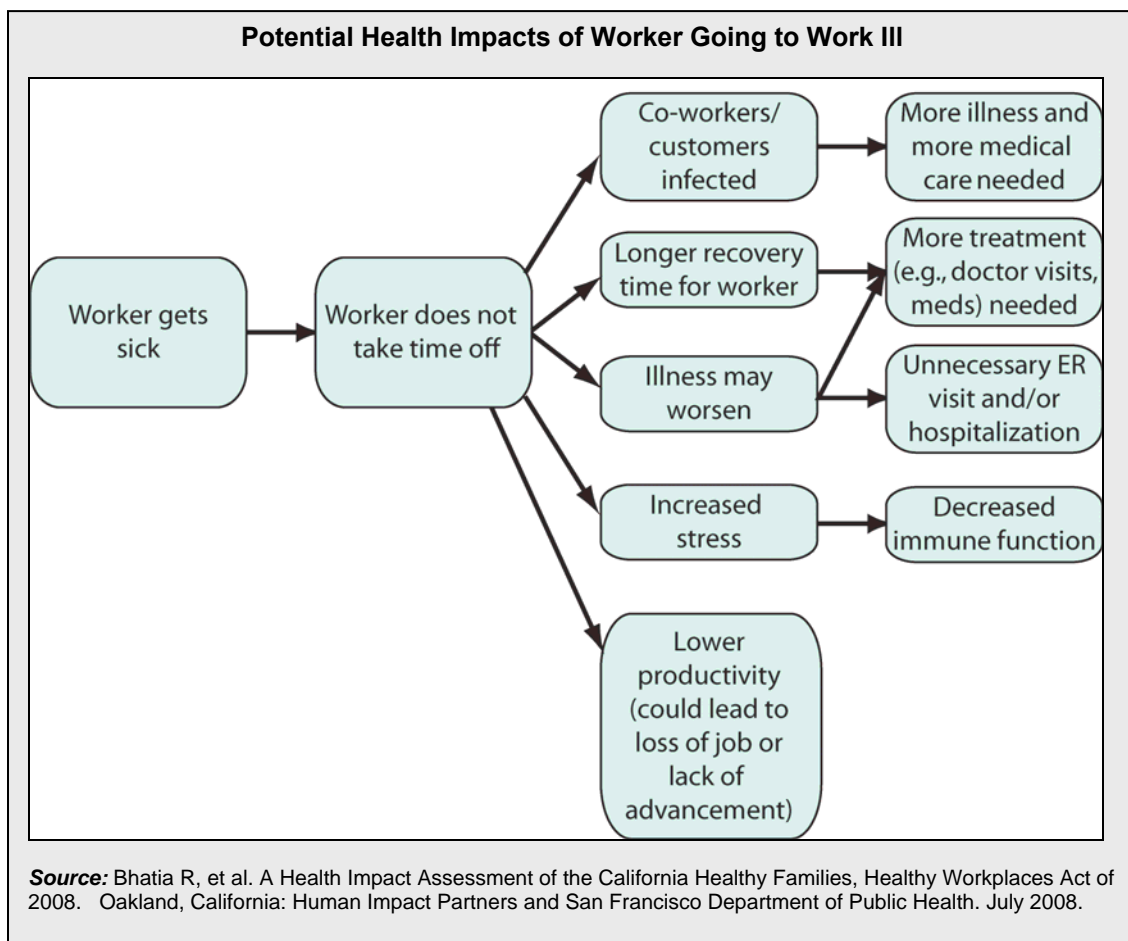 Potential Health Impacts of Worker Going to Work III
Worker gets
sick
Worker does not
take time off
Co-workers/
customers
infected
More illness and
more medical
care needed
Longer recovery
time for worker
More treatment
(e.g., doctor visits,
meds) needed
Illness may
worsen
Unnecessary ER
visit and/or
hospitalization
Increased
stress
Decreased
immune function
Lower
productivity
(could lead to
loss of job or
lack of
advancement)
Source: Bhatia R, et al. A Health Impact Assessment of the California Healthy Families, Healthy Workplaces Act of
2008. Oakland, California: Human Impact Partners and San Francisco Department of Public Health. July 2008.